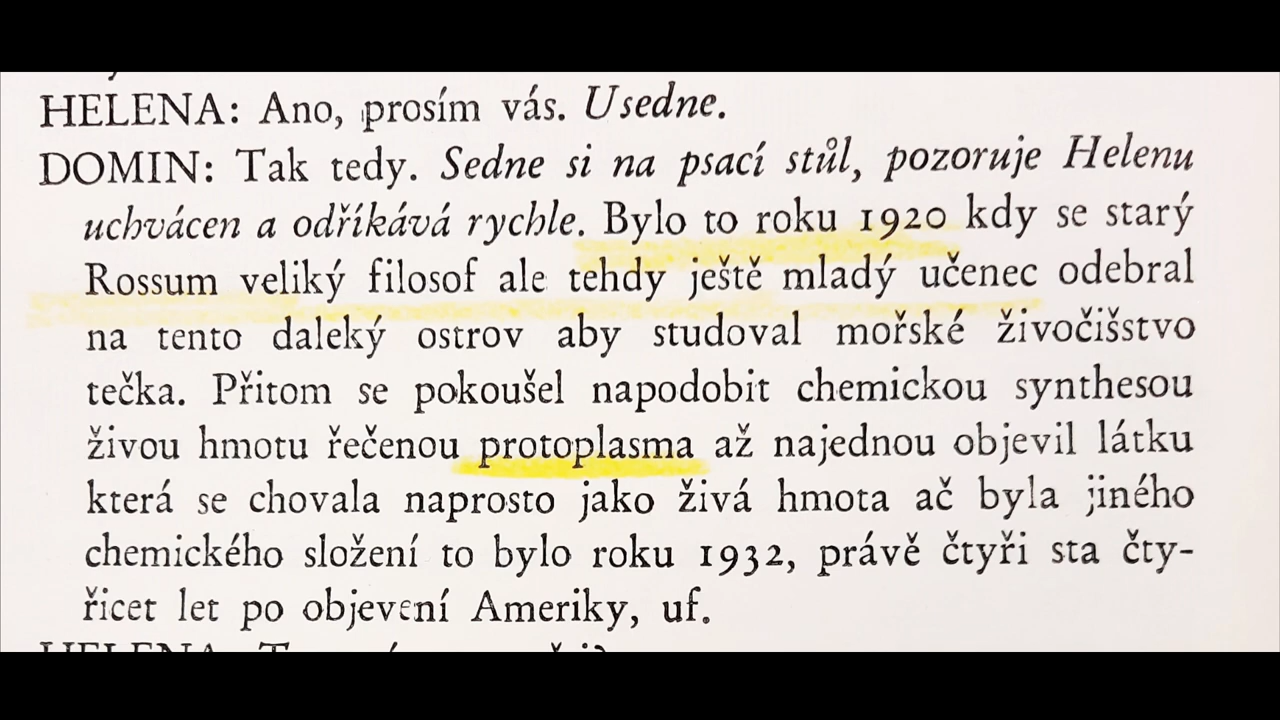 HELENA: Ano, prosím vás. Usedne.
DOMIN: Tak tedy. Sedne si na psací stůl, pozoruje Helenu
uchvácen a odříkává rychle. Bylo to roku 1920 kdy se starý
Rossum veliký filosof ale tehdy ještě mladý učenec odebral
na tento daleký ostrov aby studoval mořské živočišstvo
tečka. Přitom se pokoušel napodobit chemickou synthesou
živou hmotu řečenou protoplasma až najednou objevil látku
která se chovala naprosto jako živá hmota ač byla jiného
chemického složení to bylo roku 1932, právě čtyři sta čty-
řicet let po objevení Ameriky, uf.